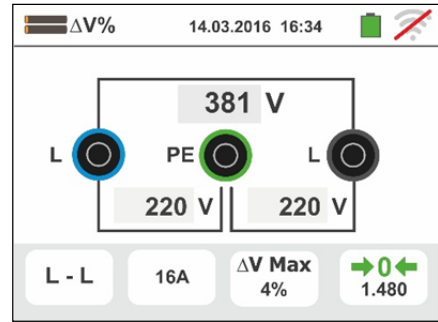 ΔV% 14.03.2016 16:34
381 V
L PE L
220 V 220 V
L - L 16A ΔV Max 4% 0 1.480